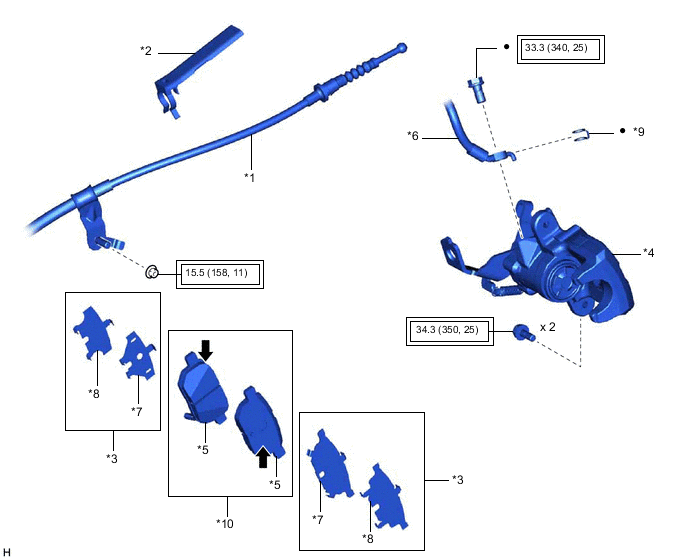 *2
● 33.3 (340, 25)
*6
● *9
*1
*4
15.5 (158, 11)
34.3 (350, 25)
x 2
*8
*7
*3
*5
*5
*10
*7
*8
*3
H